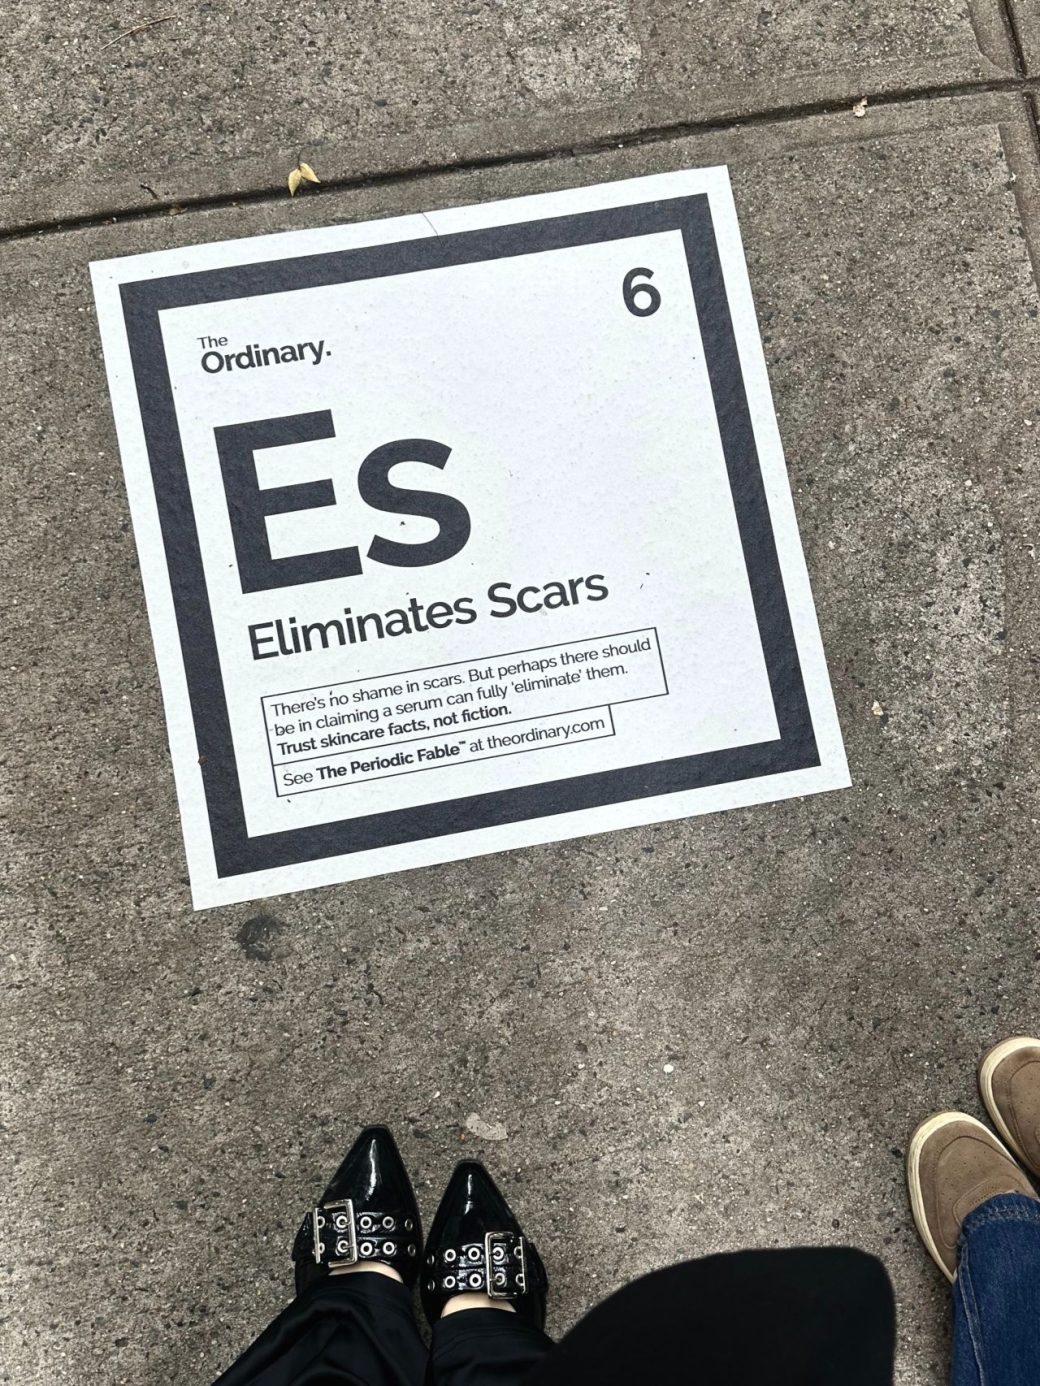 6
The
Ordinary.
Es
Eliminates Scars
There's no shame in scars. But perhaps there should
be in claiming a serum can fully 'eliminate' them.
Trust skincare facts, not fiction.
See The Periodic Fable™ at theordinary.com